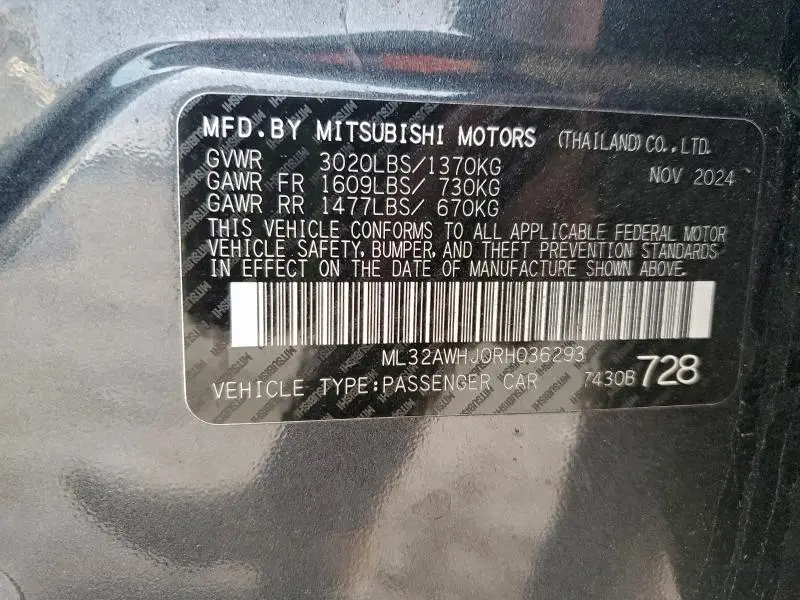 MFD.BY MITSUBISHI MOTORS (THAILAND) CO., LTD.
GVWR 3020LBS/1370KG NOV 2024
GAWR FR 1609LBS/ 730KG
GAWR RR 1477LBS/ 670KG
THIS VEHICLE CONFORMS TO ALL APPLICABLE FEDERAL MOTOR
VEHICLE SAFETY, BUMPER, AND THEFT PREVENTION STANDARDS
IN EFFECT ON THE DATE OF MANUFACTURE SHOWN ABOVE.
ML32AWHJ0RH036293
VEHICLE TYPE:PASSENGER CAR 7430B728